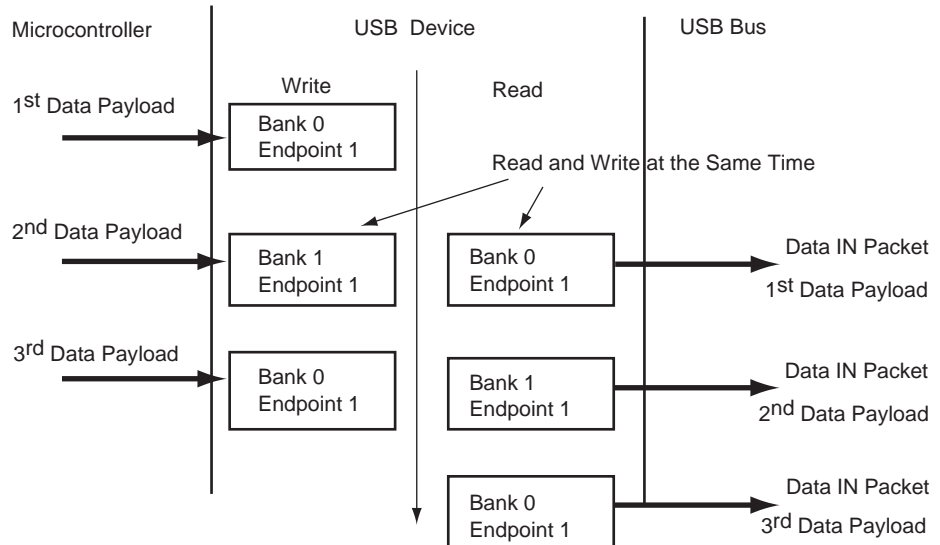 Microcontroller
USB Device
USB Bus
Write
Read
1st Data Payload
Bank 0
Endpoint 1
Read and Write at the Same Time
2nd Data Payload
Bank 1
Endpoint 1
Bank 0
Endpoint 1
Data IN Packet
1st Data Payload
3rd Data Payload
Bank 0
Endpoint 1
Bank 1
Endpoint 1
Data IN Packet
2nd Data Payload
Bank 0
Endpoint 1
Data IN Packet
3rd Data Payload